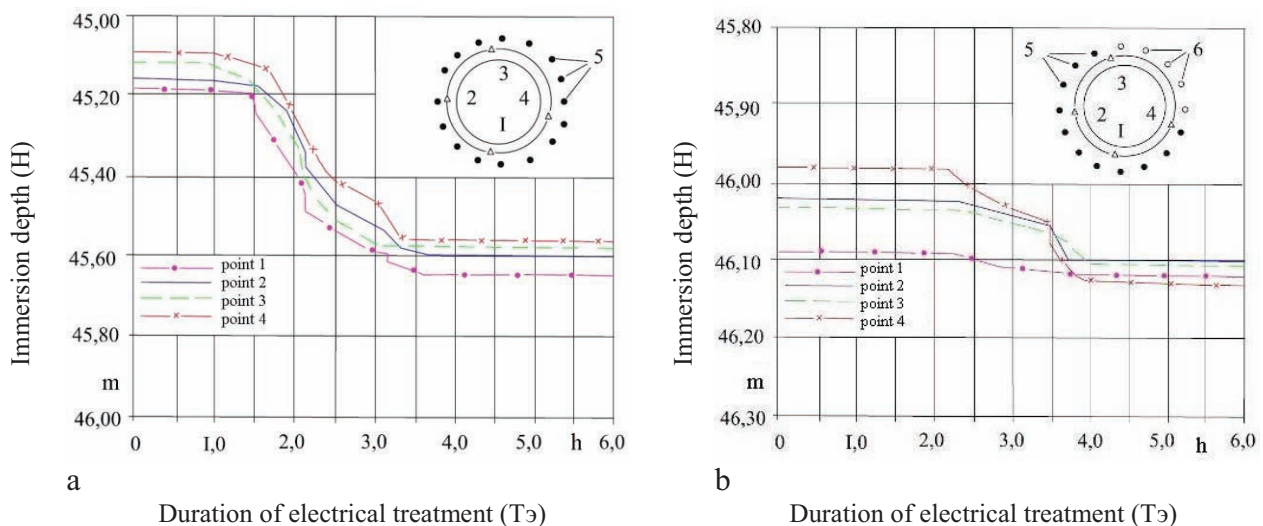 45,00
45,20
45,40
45,60
45,80
m
46,00
Immersion depth (H)
5
3
2 4
I
point 1
point 2
point 3
point 4
0 I,0 2,0 3,0 4,0 5,0 h 6,0
a
Duration of electrical treatment (Tэ)
45,80
45,90
46,00
46,10
46,20
m
46,30
Immersion depth (H)
5 6
3
2 4
I
point 1
point 2
point 3
point 4
0 I,0 2,0 3,0 4,0 5,0 h 6,0
b
Duration of electrical treatment (Tэ)